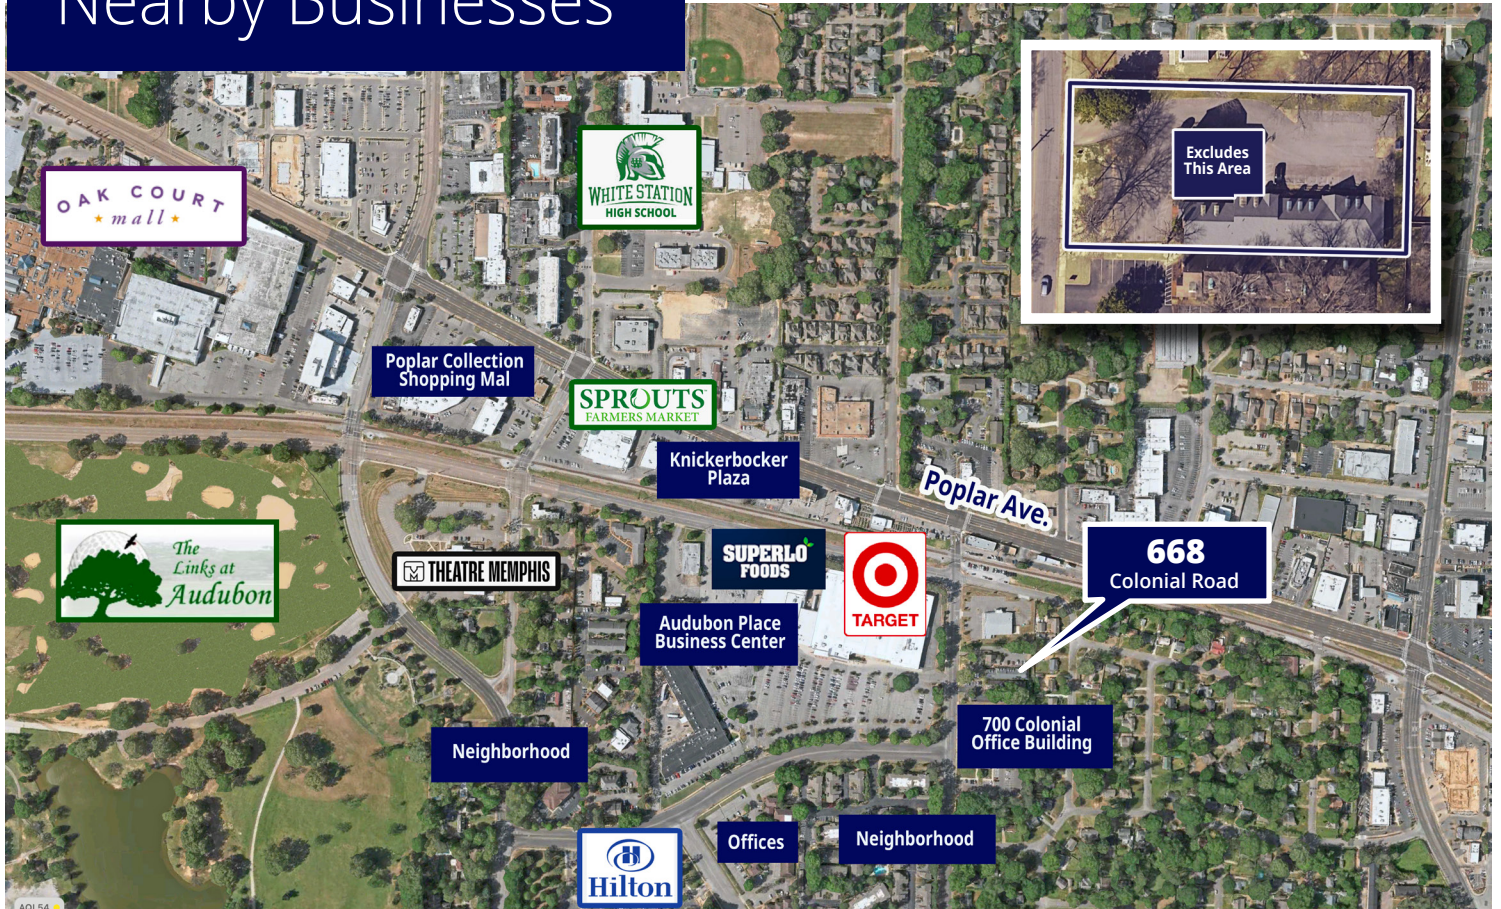 Nearby Businesses
OAK COURT
mall
WHITE STATION
HIGH SCHOOL
Excludes
This Area
Poplar Collection
Shopping Mal
SPROUTS
FARMERS MARKET
Knickerbocker
Plaza
Poplar Ave.
The
Links at
Audubon
THEATRE MEMPHIS
SUPERLO
FOODS
TARGET
668
Colonial Road
Audubon Place
Business Center
700 Colonial
Office Building
Neighborhood
Offices
Neighborhood
Hilton
AQI 54